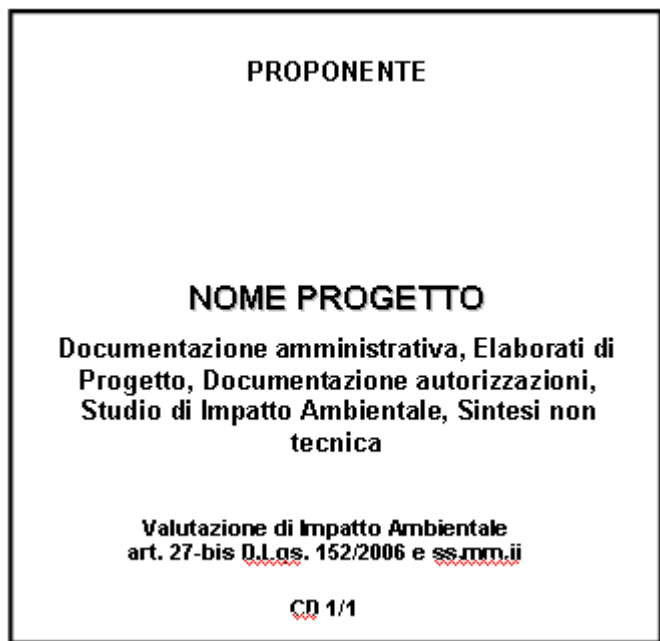 PROPONENTE
NOME PROGETTO
Documentazione amministrativa, Elaborati di
Progetto, Documentazione autorizzazioni,
Studio di Impatto Ambientale, Sintesi non
tecnica
Valutazione di Impatto Ambientale
art. 27-bis D.Lgs. 152/2006 e ss.mm.ii
CD 1/1